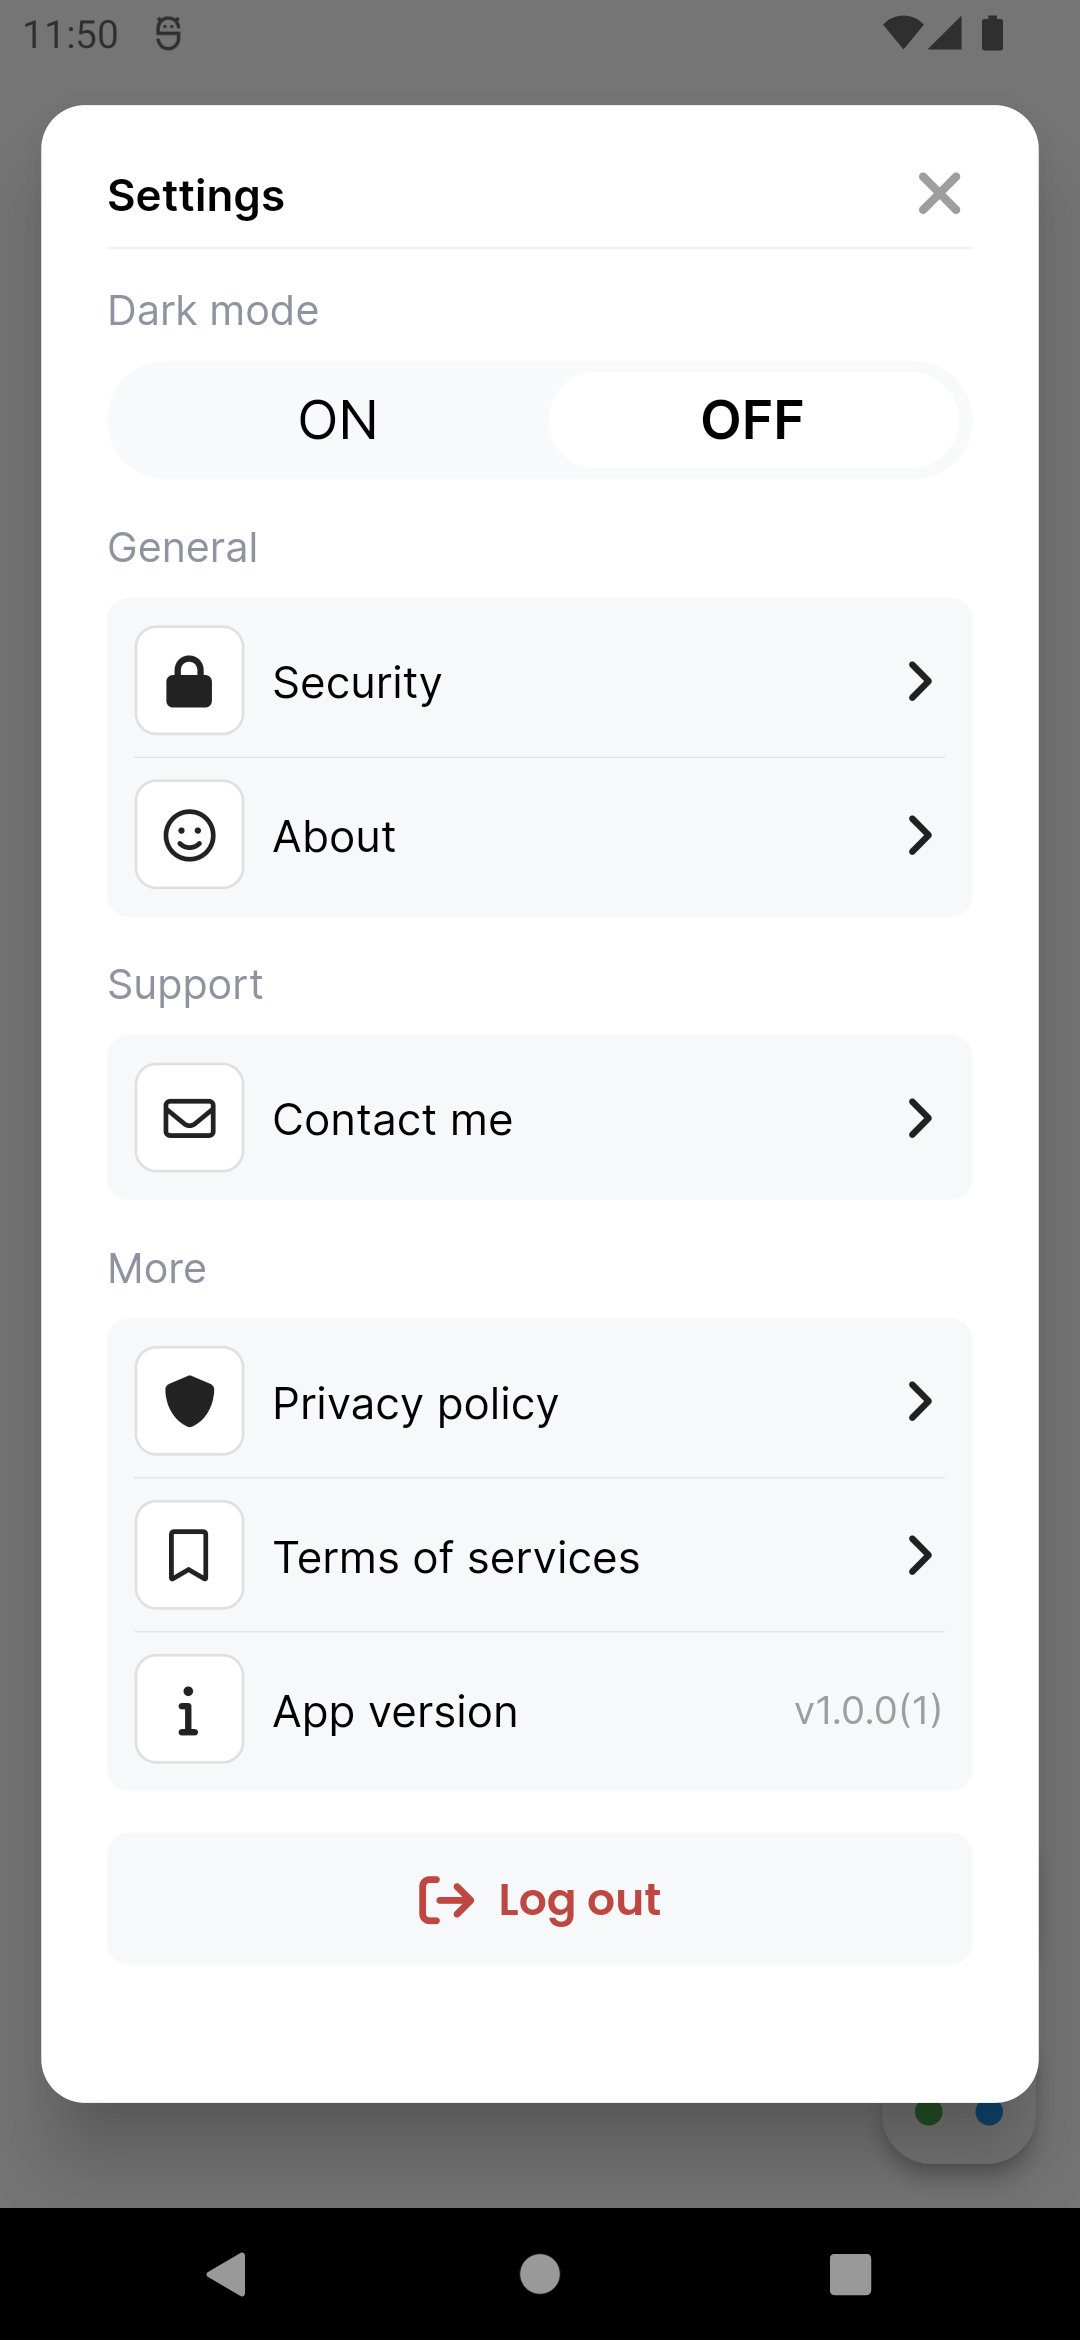 11:50
Settings
Dark mode
ON
OFF
General
Security
About
Support
Contact me
More
Privacy policy
Terms of services
App version
v1.0.0(1)
Log out